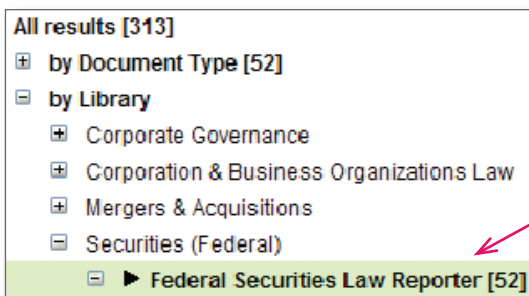 All results [313]
by Document Type [52]
by Library
Corporate Governance
Corporation & Business Organizations Law
Mergers & Acquisitions
Securities (Federal)
Federal Securities Law Reporter [52]